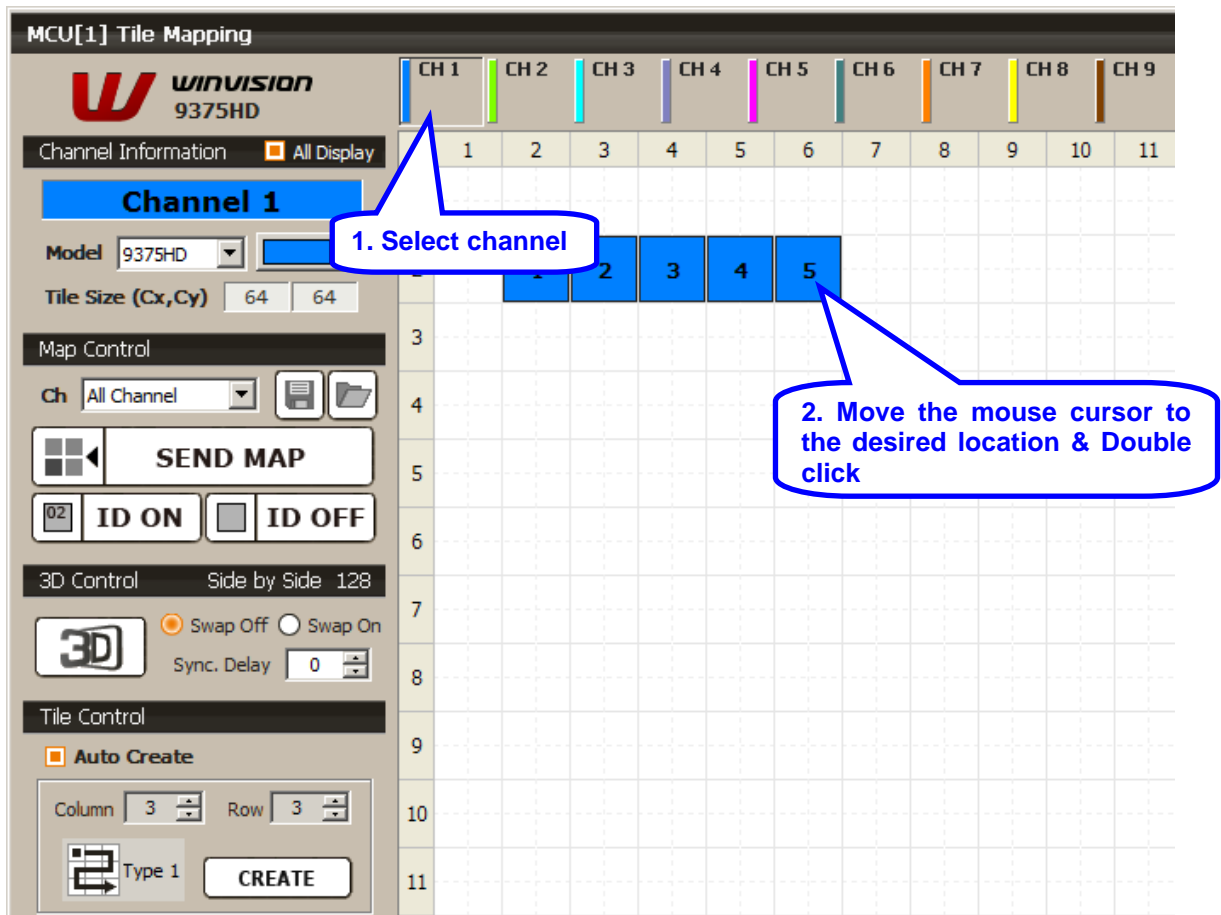 MCU[1] Tile Mapping
WINVISION
9375HD
CH 1 CH 2 CH 3 CH 4 CH 5 CH 6 CH 7 CH 8 CH 9
Channel Information All Display
1 2 3 4 5 6 7 8 9 10 11
Channel 1
1. Select channel
Model 9375HD
1 2 3 4 5
Tile Size (Cx,Cy) 64 64
3
Map Control
Ch All Channel
4
2. Move the mouse cursor to
the desired location & Double
click
SEND MAP
5
02 ID ON ID OFF
6
3D Control Side by Side 128
7
3D
Swap Off Swap On
Sync. Delay 0
8
Tile Control
9
Auto Create
Column 3 Row 3
10
Type 1
CREATE
11